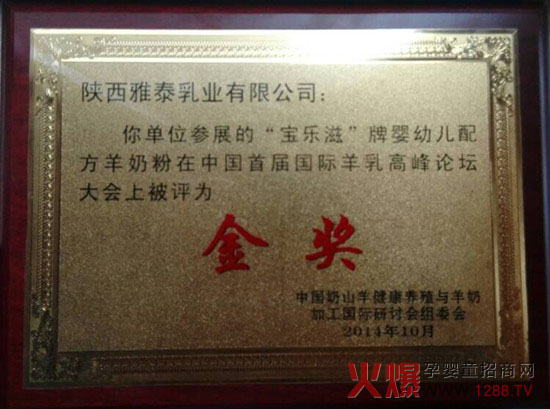 陕西雅泰乳业有限公司：
你单位参展的“宝乐滋”牌婴幼儿配
方羊奶粉在中国首届国际羊乳高峰论坛
大会上被评为
金奖
中国奶山羊健康养殖与羊奶
加工国际研讨会组委会
2014年10月
火爆孕婴童招商网
www.1288.TV